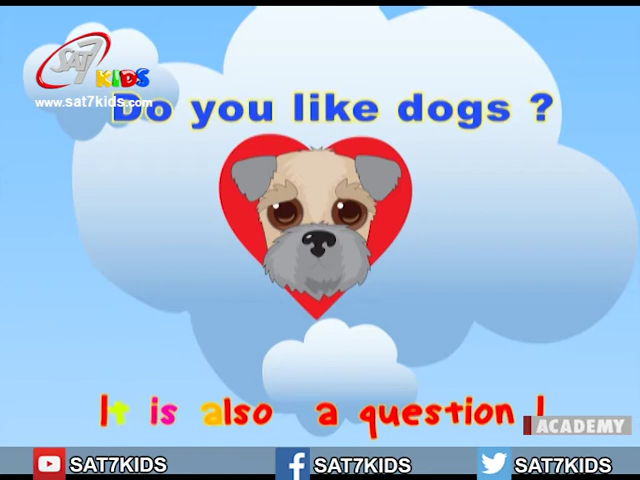 SAT7
KIDS
www.sat7kids.com
Do you like dogs ?
It is also a question !
ACADEMY
SAT7KIDS SAT7KIDS SAT7KIDS